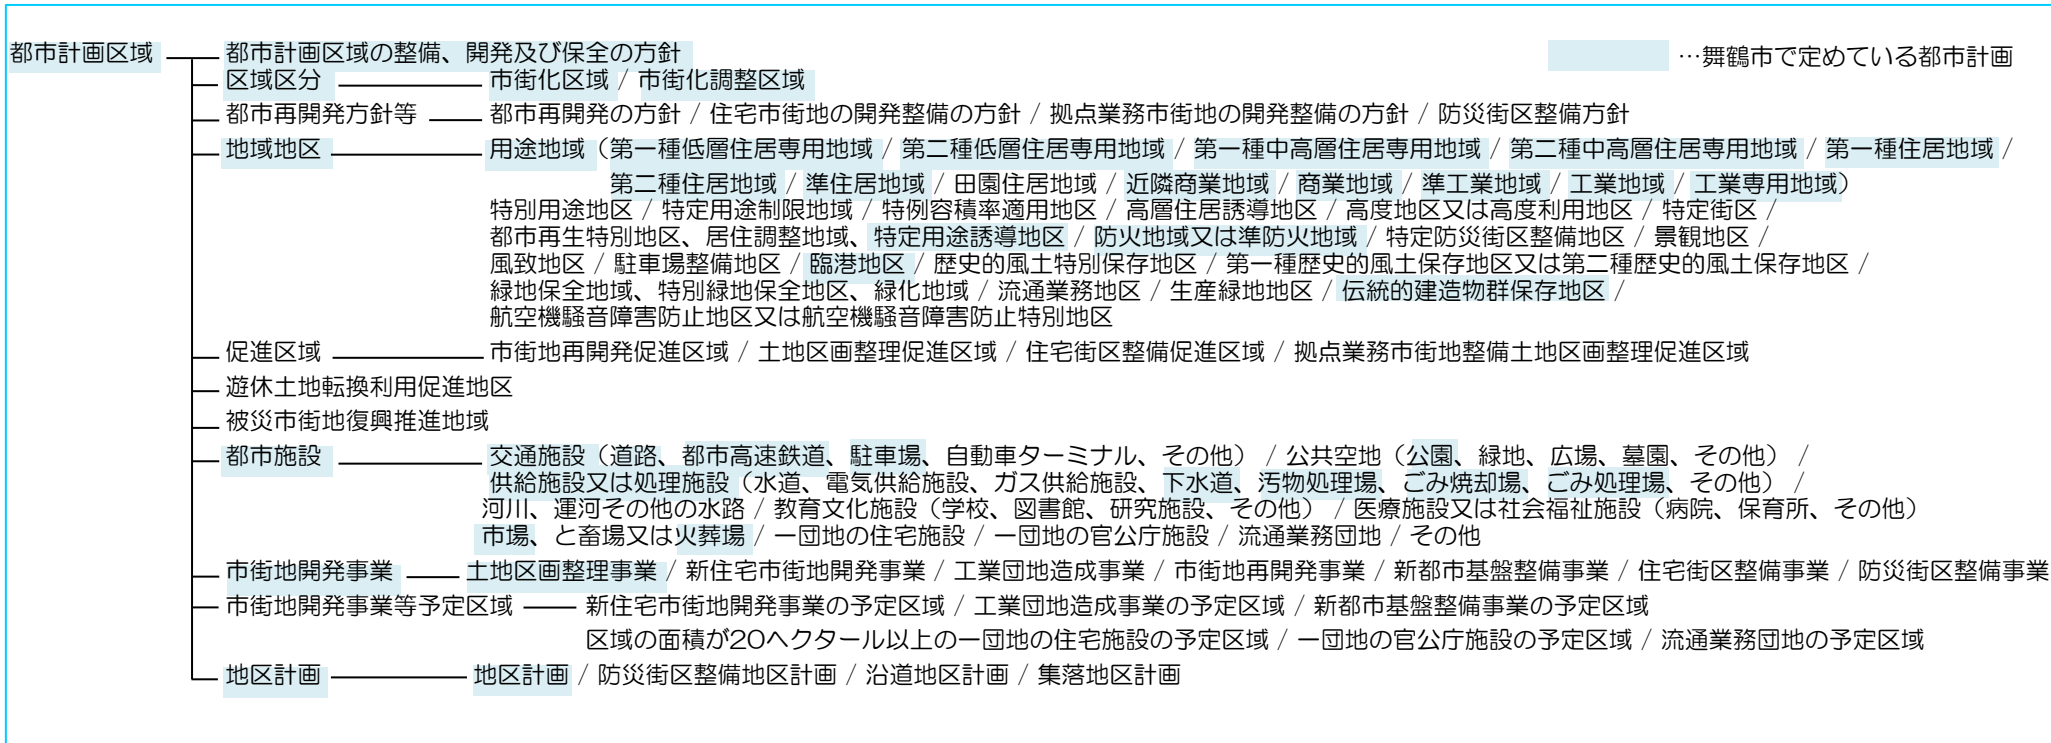 都市計画区域 都市計画区域の整備、開発及び保全の方針
…舞鶴市で定めている都市計画
区域区分 市街化区域 / 市街化調整区域
都市再開発方針等 都市再開発の方針 / 住宅市街地の開発整備の方針 / 拠点業務市街地の開発整備の方針 / 防災街区整備方針
地域地区 用途地域（第一種低層住居専用地域 / 第二種低層住居専用地域 / 第一種中高層住居専用地域 / 第二種中高層住居専用地域 / 第一種住居地域 /
第二種住居地域 / 準住居地域 / 田園住居地域 / 近隣商業地域 / 商業地域 / 準工業地域 / 工業地域 / 工業専用地域）
特別用途地区 / 特定用途制限地域 / 特例容積率適用地区 / 高層住居誘導地区 / 高度地区又は高度利用地区 / 特定街区 /
都市再生特別地区、居住調整地域、特定用途誘導地区 / 防火地域又は準防火地域 / 特定防災街区整備地区 / 景観地区 /
風致地区 / 駐車場整備地区 / 臨港地区 / 歴史的風土特別保存地区 / 第一種歴史的風土保存地区又は第二種歴史的風土保存地区 /
緑地保全地域、特別緑地保全地区、緑化地域 / 流通業務地区 / 生産緑地地区 / 伝統的建造物群保存地区 /
航空機騒音障害防止地区又は航空機騒音障害防止特別地区
促進区域 市街地再開発促進区域 / 土地区画整理促進区域 / 住宅街区整備促進区域 / 拠点業務市街地整備土地区画整理促進区域
遊休土地転換利用促進地区
被災市街地復興推進地域
都市施設 交通施設（道路、都市高速鉄道、駐車場、自動車ターミナル、その他） / 公共空地（公園、緑地、広場、墓園、その他） /
供給施設又は処理施設（水道、電気供給施設、ガス供給施設、下水道、汚物処理場、ごみ焼却場、ごみ処理場、その他） /
河川、運河その他の水路 / 教育文化施設（学校、図書館、研究施設、その他） / 医療施設又は社会福祉施設（病院、保育所、その他）
市場、と畜場又は火葬場 / 一団地の住宅施設 / 一団地の官公庁施設 / 流通業務団地 / その他
市街地開発事業 土地区画整理事業 / 新住宅市街地開発事業 / 工業団地造成事業 / 市街地再開発事業 / 新都市基盤整備事業 / 住宅街区整備事業 / 防災街区整備事業
市街地開発事業等予定区域 新住宅市街地開発事業の予定区域 / 工業団地造成事業の予定区域 / 新都市基盤整備事業の予定区域
区域の面積が20ヘクタール以上の一団地の住宅施設の予定区域 / 一団地の官公庁施設の予定区域 / 流通業務団地の予定区域
地区計画 地区計画 / 防災街区整備地区計画 / 沿道地区計画 / 集落地区計画